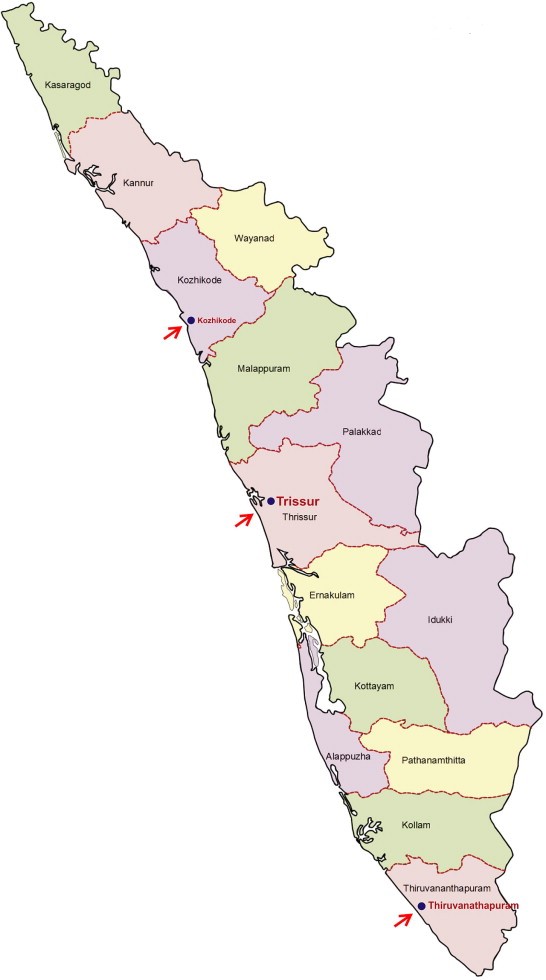 Kasaragod
Kannur
Wayanad
Kozhikode
Kozhikode
Malappuram
Palakkad
Trissur
Thrissur
Ernakulam
Idukki
Kottayam
Alappuzha
Pathanamthitta
Kollam
Thiruvananthapuram
Thiruvanathapuram